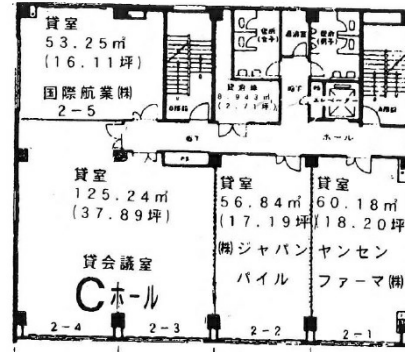 貸室
53.25㎡
(16.11坪)
国際航業㈱
2-5
貸室
125.24㎡
(37.89坪)
貸会議室
Cホール
2-4
2-3
廊下
ホール
貸室
56.84㎡
(17.19坪)
㈱ジャパン
パイル
2-2
貸室
60.18㎡
(18.20坪)
ヤンセン
ファーマ㈱
2-1